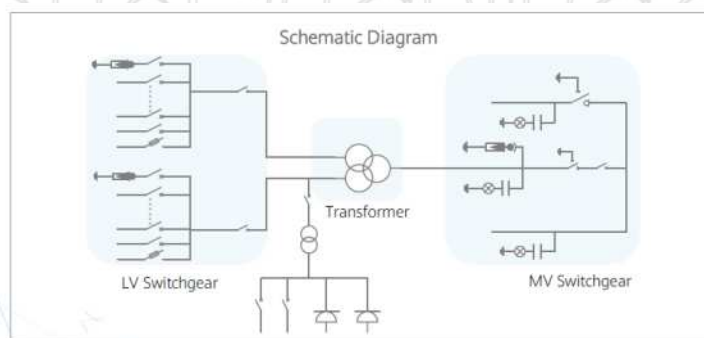 Schematic Diagram
Transformer
LV Switchgear
MV Switchgear